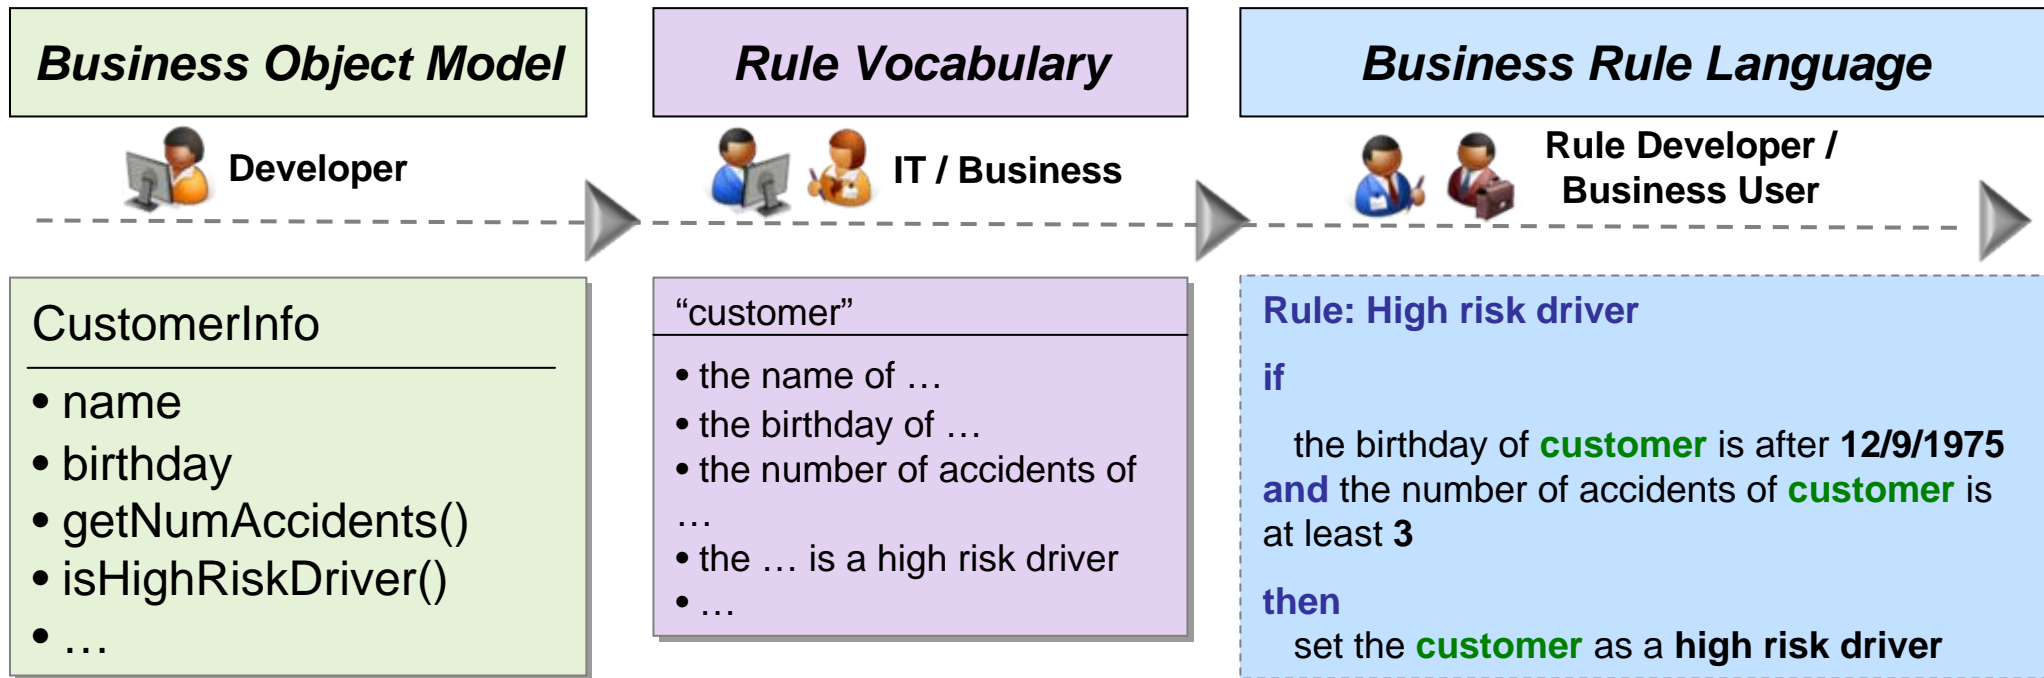 Business Object Model
Rule Vocabulary
Business Rule Language
Developer
IT / Business
Rule Developer /
Business User
CustomerInfo
• name
• birthday
• getNumAccidents()
• isHighRiskDriver()
• …
“customer”
• the name of …
• the birthday of …
• the number of accidents of
…
• the … is a high risk driver
• …
Rule: High risk driver
if
the birthday of customer is after 12/9/1975
and the number of accidents of customer is
at least 3
then
set the customer as a high risk driver